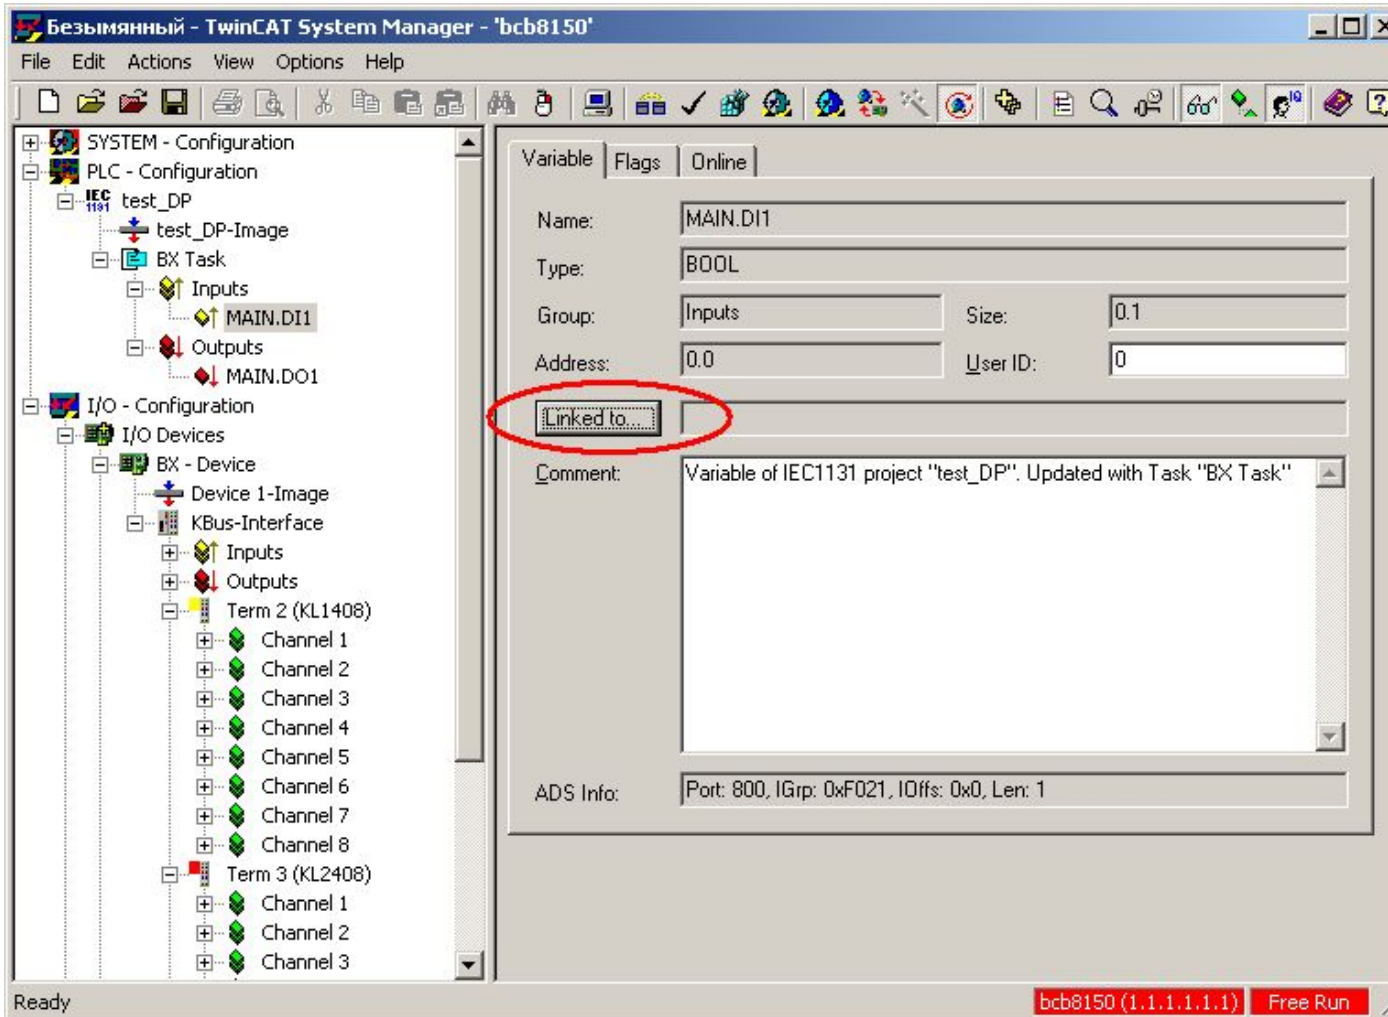 Безымянный - TwinCAT System Manager - 'bcb8150'
File Edit Actions View Options Help
SYSTEM - Configuration
PLC - Configuration
IEC 1131 test_DP
test_DP-Image
BX Task
Inputs
MAIN.DI1
Outputs
MAIN.DO1
I/O - Configuration
I/O Devices
BX - Device
Device 1-Image
KBus-Interface
Inputs
Outputs
Term 2 (KL1408)
Channel 1
Channel 2
Channel 3
Channel 4
Channel 5
Channel 6
Channel 7
Channel 8
Term 3 (KL2408)
Channel 1
Channel 2
Channel 3
Variable Flags Online
Name: MAIN.DI1
Type: BOOL
Group: Inputs Size: 0.1
Address: 0.0 User ID: 0
Linked to...
Comment: Variable of IEC1131 project "test_DP". Updated with Task "BX Task"
ADS Info: Port: 800, IGrp: 0xF021, IOffs: 0x0, Len: 1
Ready bcb8150 (1.1.1.1.1.1) Free Run